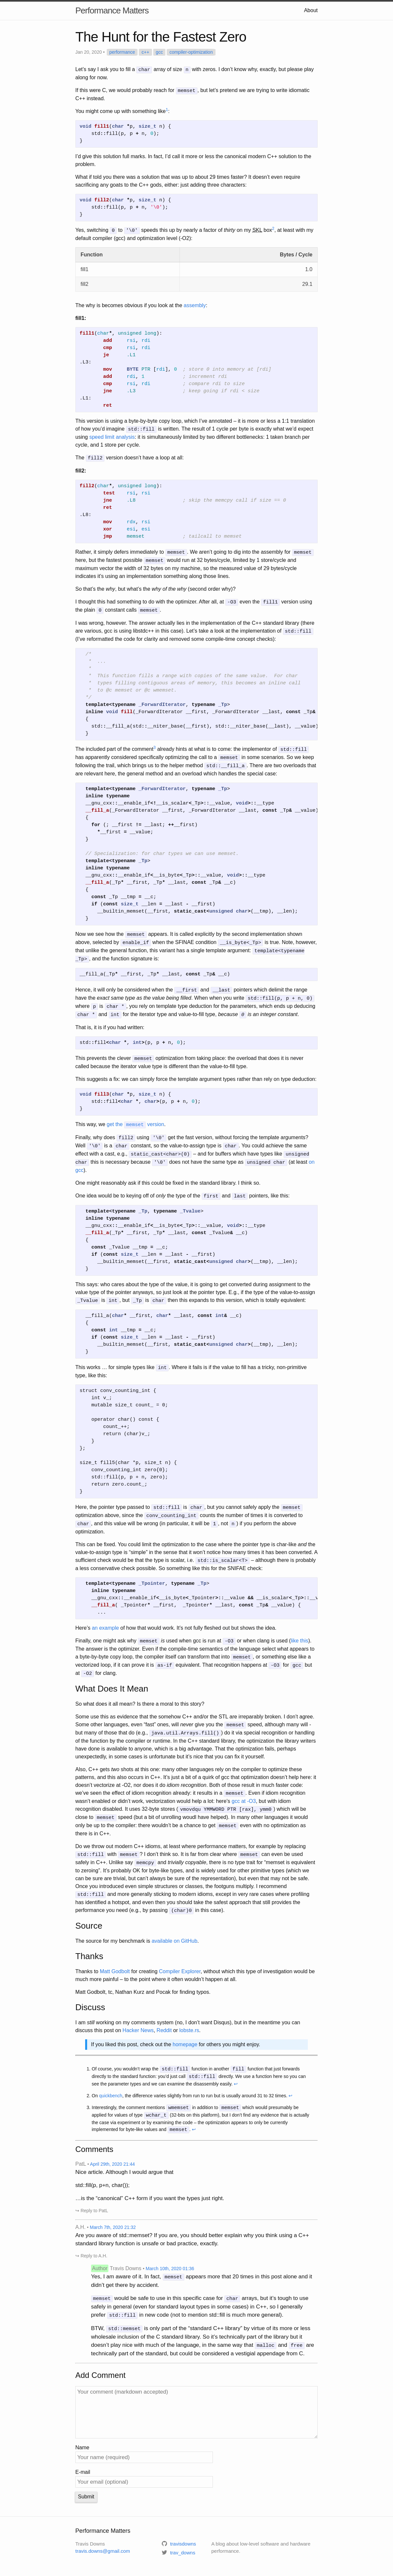 Performance Matters
About
The Hunt for the Fastest Zero
Jan 20, 2020 • performance c++ gcc compiler-optimization
Let's say I ask you to fill a char array of size n with zeros. I don't know why, exactly, but please play
along for now.
If this were C, we would probably reach for memset, but let's pretend we are trying to write idiomatic
C++ instead.
You might come up with something like1:
void fill1(char *p, size_t n) {
    std::fill(p, p + n, 0);
}
I'd give this solution full marks. In fact, I'd call it more or less the canonical modern C++ solution to the
problem.
What if told you there was a solution that was up to about 29 times faster? It doesn't even require
sacrificing any goats to the C++ gods, either: just adding three characters:
void fill2(char *p, size_t n) {
    std::fill(p, p + n, '\0');
}
Yes, switching 0 to '\0' speeds this up by nearly a factor of thirty on my SKL box2, at least with my
default compiler (gcc) and optimization level (-O2):
Function Bytes / Cycle
fill1 1.0
fill2 29.1
The why is becomes obvious if you look at the assembly:
fill1:
fill1(char*, unsigned long):
        add     rsi, rdi
        cmp     rsi, rdi
        je      .L1
.L3:
        mov     BYTE PTR [rdi], 0  ; store 0 into memory at [rdi]
        add     rdi, 1             ; increment rdi
        cmp     rsi, rdi           ; compare rdi to size
        jne     .L3                ; keep going if rdi < size
.L1:
        ret
This version is using a byte-by-byte copy loop, which I've annotated – it is more or less a 1:1 translation
of how you'd imagine std::fill is written. The result of 1 cycle per byte is exactly what we'd expect
using speed limit analysis: it is simultaneously limited by two different bottlenecks: 1 taken branch per
cycle, and 1 store per cycle.
The fill2 version doesn't have a loop at all:
fill2:
fill2(char*, unsigned long):
        test    rsi, rsi
        jne     .L8                ; skip the memcpy call if size == 0
        ret
.L8:
        mov     rdx, rsi
        xor     esi, esi
        jmp     memset             ; tailcall to memset
Rather, it simply defers immediately to memset. We aren't going to dig into the assembly for memset
here, but the fastest possible memset would run at 32 bytes/cycle, limited by 1 store/cycle and
maximum vector the width of 32 bytes on my machine, so the measured value of 29 bytes/cycle
indicates it's using an implementation something along those lines.
So that's the why, but what's the why of the why (second order why)?
I thought this had something to do with the optimizer. After all, at -O3 even the fill1 version using
the plain 0 constant calls memset.
I was wrong, however. The answer actually lies in the implementation of the C++ standard library (there
are various, gcc is using libstdc++ in this case). Let's take a look at the implementation of std::fill
(I've reformatted the code for clarity and removed some compile-time concept checks):
  /*
   *  ...
   *
   *  This function fills a range with copies of the same value.  For char
   *  types filling contiguous areas of memory, this becomes an inline call
   *  to @c memset or @c wmemset.
  */
  template<typename _ForwardIterator, typename _Tp>
  inline void fill(_ForwardIterator __first, _ForwardIterator __last, const _Tp&
  {
    std::__fill_a(std::__niter_base(__first), std::__niter_base(__last), __value)
  }
The included part of the comment3 already hints at what is to come: the implementor of std::fill
has apparently considered specifically optimizing the call to a memset in some scenarios. So we keep
following the trail, which brings us to the helper method std::__fill_a. There are two overloads that
are relevant here, the general method and an overload which handles the special case:
  template<typename _ForwardIterator, typename _Tp>
  inline typename
  __gnu_cxx::__enable_if<!__is_scalar<_Tp>::__value, void>::__type
  __fill_a(_ForwardIterator __first, _ForwardIterator __last, const _Tp& __value)
  {
    for (; __first != __last; ++__first)
      *__first = __value;
  }
  // Specialization: for char types we can use memset.
  template<typename _Tp>
  inline typename
  __gnu_cxx::__enable_if<__is_byte<_Tp>::__value, void>::__type
  __fill_a(_Tp* __first, _Tp* __last, const _Tp& __c)
  {
    const _Tp __tmp = __c;
    if (const size_t __len = __last - __first)
      __builtin_memset(__first, static_cast<unsigned char>(__tmp), __len);
  }
Now we see how the memset appears. It is called explicitly by the second implementation shown
above, selected by enable_if when the SFINAE condition __is_byte<_Tp> is true. Note, however,
that unlike the general function, this variant has a single template argument: template<typename
_Tp>, and the function signature is:
__fill_a(_Tp* __first, _Tp* __last, const _Tp& __c)
Hence, it will only be considered when the __first and __last pointers which delimit the range
have the exact same type as the value being filled. When when you write std::fill(p, p + n, 0)
where p is char *, you rely on template type deduction for the parameters, which ends up deducing
char * and int for the iterator type and value-to-fill type, because 0 is an integer constant.
That is, it is if you had written:
std::fill<char *, int>(p, p + n, 0);
This prevents the clever memset optimization from taking place: the overload that does it is never
called because the iterator value type is different than the value-to-fill type.
This suggests a fix: we can simply force the template argument types rather than rely on type deduction:
void fill3(char *p, size_t n) {
    std::fill<char *, char>(p, p + n, 0);
}
This way, we get the memset version.
Finally, why does fill2 using '\0' get the fast version, without forcing the template arguments?
Well '\0' is a char constant, so the value-to-assign type is char. You could achieve the same
effect with a cast, e.g., static_cast<char>(0) – and for buffers which have types like unsigned
char this is necessary because '\0' does not have the same type as unsigned char (at least on
gcc).
One might reasonably ask if this could be fixed in the standard library. I think so.
One idea would be to keying off of only the type of the first and last pointers, like this:
  template<typename _Tp, typename _Tvalue>
  inline typename
  __gnu_cxx::__enable_if<__is_byte<_Tp>::__value, void>::__type
  __fill_a(_Tp* __first, _Tp* __last, const _Tvalue& __c)
  {
    const _Tvalue __tmp = __c;
    if (const size_t __len = __last - __first)
      __builtin_memset(__first, static_cast<unsigned char>(__tmp), __len);
  }
This says: who cares about the type of the value, it is going to get converted during assignment to the
value type of the pointer anyways, so just look at the pointer type. E.g., if the type of the value-to-assign
_Tvalue is int, but _Tp is char then this expands to this version, which is totally equivalent:
  __fill_a(char* __first, char* __last, const int& __c)
  {
    const int __tmp = __c;
    if (const size_t __len = __last - __first)
      __builtin_memset(__first, static_cast<unsigned char>(__tmp), __len);
  }
This works … for simple types like int. Where it fails is if the value to fill has a tricky, non-primitive
type, like this:
struct conv_counting_int {
    int v_;
    mutable size_t count_ = 0;
    operator char() const {
        count_++;
        return (char)v_;
    }
};
size_t fill5(char *p, size_t n) {
    conv_counting_int zero{0};
    std::fill(p, p + n, zero);
    return zero.count_;
}
Here, the pointer type passed to std::fill is char, but you cannot safely apply the memset
optimization above, since the conv_counting_int counts the number of times it is converted to
char, and this value will be wrong (in particular, it will be 1, not n) if you perform the above
optimization.
This can be fixed. You could limit the optimization to the case where the pointer type is char-like and the
value-to-assign type is "simple" in the sense that it won't notice how many times it has been converted. A
sufficient check would be that the type is scalar, i.e. std::is_scalar<T> – although there is probably
a less conservative check possible. So something like this for the SNIFAE check:
  template<typename _Tpointer, typename _Tp>
  inline typename
  __gnu_cxx::__enable_if<__is_byte<_Tpointer>::__value && __is_scalar<_Tp>::__v
  __fill_a( _Tpointer* __first,  _Tpointer* __last, const _Tp& __value) {
    ...
Here's an example of how that would work. It's not fully fleshed out but shows the idea.
Finally, one might ask why memset is used when gcc is run at -O3 or when clang is used (like this).
The answer is the optimizer. Even if the compile-time semantics of the language select what appears to
a byte-by-byte copy loop, the compiler itself can transform that into memset, or something else like a
vectorized loop, if it can prove it is as-if equivalent. That recognition happens at -O3 for gcc but
at -O2 for clang.
What Does It Mean
So what does it all mean? Is there a moral to this story?
Some use this as evidence that the somehow C++ and/or the STL are irreparably broken. I don't agree.
Some other languages, even "fast" ones, will never give you the memset speed, although many will -
but many of those that do (e.g., java.util.Arrays.fill()) do it via special recognition or handling
of the function by the compiler or runtime. In the C++ standard library, the optimization the library writers
have done is available to anyone, which is a big advantage. That the optimization fails, perhaps
unexpectedly, in some cases is unfortunate but it's nice that you can fix it yourself.
Also, C++ gets two shots at this one: many other languages rely on the compiler to optimize these
patterns, and this also occurs in C++. It's just a bit of a quirk of gcc that optimization doesn't help here: it
doesn't vectorize at -O2, nor does it do idiom recognition. Both of these result in much faster code: we've
we've seen the effect of idiom recognition already: it results in a memset. Even if idiom recognition
wasn't enabled or didn't work, vectorization would help a lot: here's gcc at -O3, but with idiom
recognition disabled. It uses 32-byte stores (vmovdqu YMMWORD PTR [rax], ymm0) which will be
close to memset speed (but a bit of unrolling would have helped). In many other languages it would
only be up to the compiler: there wouldn't be a chance to get memset even with no optimization as
there is in C++.
Do we throw out modern C++ idioms, at least where performance matters, for example by replacing
std::fill with memset? I don't think so. It is far from clear where memset can even be used
safely in C++. Unlike say memcpy and trivially copyable, there is no type trait for "memset is equivalent
to zeroing". It's probably OK for byte-like types, and is widely used for other primitive types (which we
can be sure are trivial, but can't always be sure of the representation), but even that may not be safe.
Once you introduced even simple structures or classes, the footguns multiply. I recommend
std::fill and more generally sticking to modern idioms, except in very rare cases where profiling
has identified a hotspot, and even then you should take the safest approach that still provides the
performance you need (e.g., by passing (char)0 in this case).
Source
The source for my benchmark is available on GitHub.
Thanks
Thanks to Matt Godbolt for creating Compiler Explorer, without which this type of investigation would be
much more painful – to the point where it often wouldn't happen at all.
Matt Godbolt, tc, Nathan Kurz and Pocak for finding typos.
Discuss
I am still working on my comments system (no, I don't want Disqus), but in the meantime you can
discuss this post on Hacker News, Reddit or lobste.rs.
If you liked this post, check out the homepage for others you might enjoy.
1. Of course, you wouldn't wrap the std::fill function in another fill function that just forwards
directly to the standard one: you'd just call std::fill directly. We use a function here so you can
see the parameter types and we can examine the disassembly easily. ↩
2. On quickbench, the difference varies slightly from run to run but is usually around 31 to 32 times. ↩
3. Interestingly, the comment mentions wmemset in addition to memset which would presumably be
applied for values of type wchar_t (32-bits on this platform), but I don't find any evidence that is actually
the case via experiment or by examining the code – the optimization appears to only be currently
implemented for byte-like values and memset. ↩
Comments
PatL • April 29th, 2020 21:44
Nice article. Although I would argue that
std::fill(p, p+n, char());
…is the "canonical" C++ form if you want the types just right.
↪ Reply to PatL
A.H. • March 7th, 2020 21:32
Are you aware of std::memset? If you are, you should better explain why you think using a C++
standard library function is unsafe or bad practice, exactly.
↪ Reply to A.H.
Author Travis Downs • March 10th, 2020 01:36
Yes, I am aware of it. In fact, memset appears more that 20 times in this post alone and it
didn't get there by accident.
memset would be safe to use in this specific case for char arrays, but it's tough to use
safely in general (even for standard layout types in some cases) in C++, so I generally
prefer std::fill in new code (not to mention std::fill is much more general).
BTW, std::memset is only part of the "standard C++ library" by virtue of its more or less
wholesale inclusion of the C standard library. So it's technically part of the library but it
doesn't play nice with much of the language, in the same way that malloc and free are
technically part of the standard, but could be considered a vestigial appendage from C.
Add Comment
Your comment (markdown accepted)
Name
Your name (required)
E-mail
Your email (optional)
Submit
Performance Matters
Travis Downs
travis.downs@gmail.com
travisdowns
trav_downs
A blog about low-level software and hardware
performance.